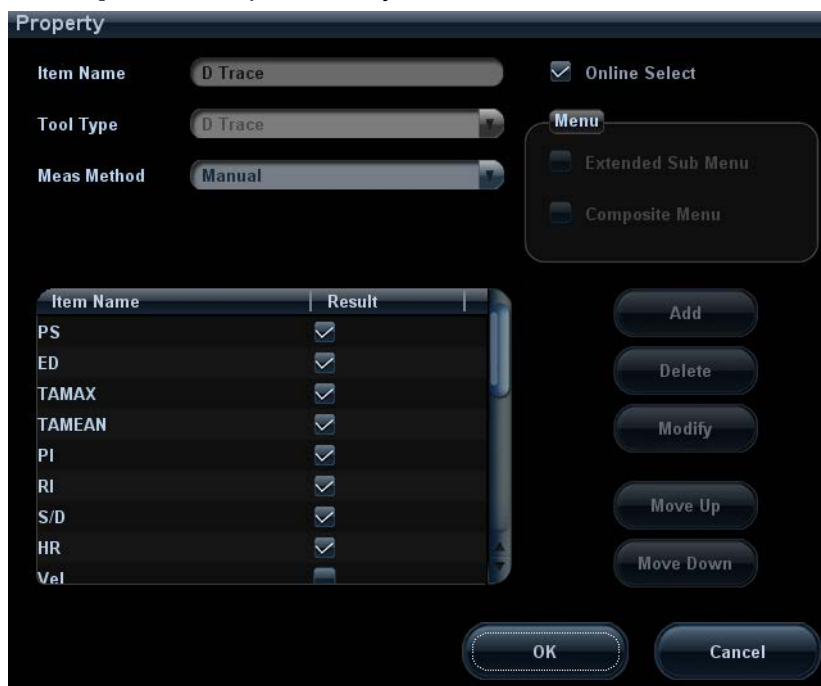 Property
Item Name D Trace Online Select
Tool Type D Trace Menu
Meas Method Manual Extended Sub Menu
Composite Menu
Item Name Result
PS
ED
TAMAX
TAMEAN
PI
RI
S/D
HR
Vel
Add
Delete
Modify
Move Up
Move Down
OK Cancel